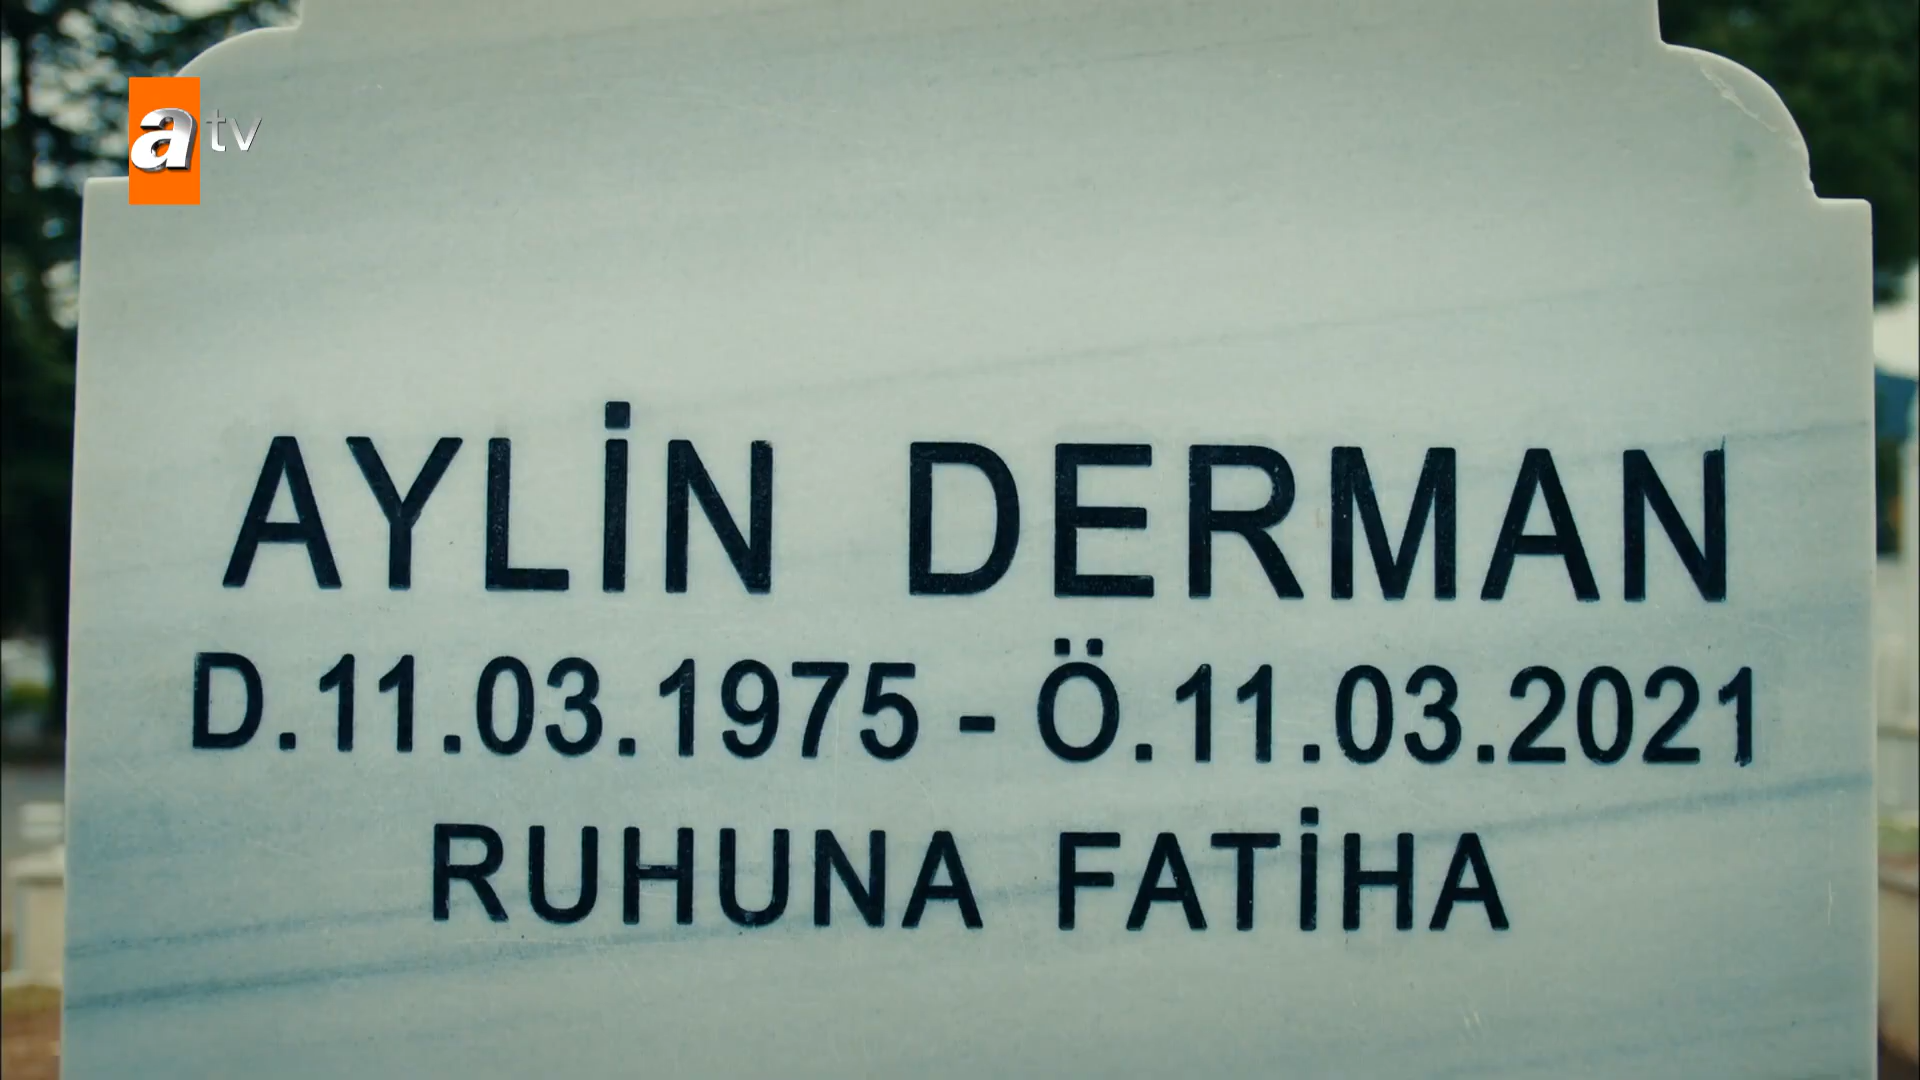 atv
AYLİN DERMAN
D.11.03.1975 - Ö.11.03.2021
RUHUNA FATİHA